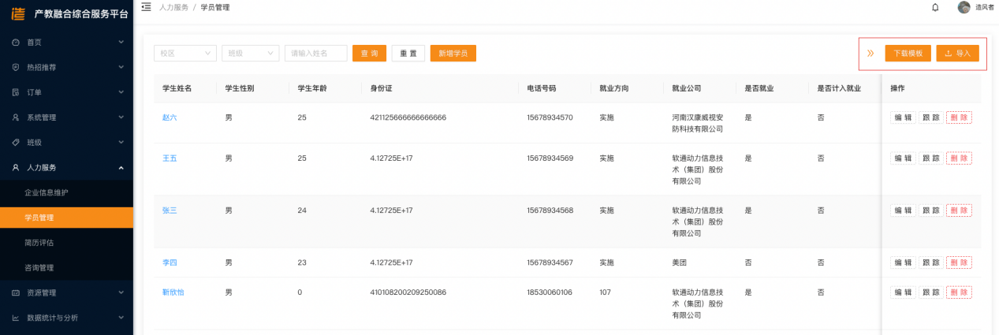 造 产教融合综合服务平台
人力服务 / 学员管理
造风者
首页
热招推荐
订单
系统管理
班级
人力服务
企业信息维护
学员管理
简历评估
咨询管理
资源管理
数据统计与分析
校区 班级 请输入姓名 查 询 重 置 新增学员 下载模板 导入
学生姓名 学生性别 学生年龄 身份证 电话号码 就业方向 就业公司 是否就业 是否计入就业 操作
赵六 男 25 421125666666666666 15678934570 实施 河南汉康威视安 是 否 编 辑 跟 踪 删 除
防科技有限公司
王五 男 25 4.12725E+17 15678934569 实施 软通动力信息技 是 否 编 辑 跟 踪 删 除
术（集团）股份
有限公司
张三 男 24 4.12725E+17 15678934568 实施 软通动力信息技 是 否 编 辑 跟 踪 删 除
术（集团）股份
有限公司
李四 男 23 4.12725E+17 15678934567 实施 美团 否 否 编 辑 跟 踪 删 除
靳欣怡 男 0 410108200209250086 18530060106 107 软通动力信息技 是 否 编 辑 跟 踪 删 除
术（集团）股份
有限公司